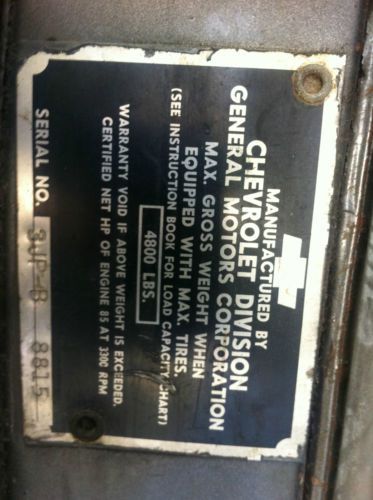 MANUFACTURED BY
CHEVROLET DIVISION
GENERAL MOTORS CORPORATION
MAX. GROSS WEIGHT WHEN
EQUIPPED WITH MAX. TIRES.
(SEE INSTRUCTION BOOK FOR LOAD CAPACITY CHART)
4800 LBS.
WARRANTY VOID IF ABOVE WEIGHT IS EXCEEDED.
CERTIFIED NET HP OF ENGINE 85 AT 3300 RPM
SERIAL NO. 3JPB 8815